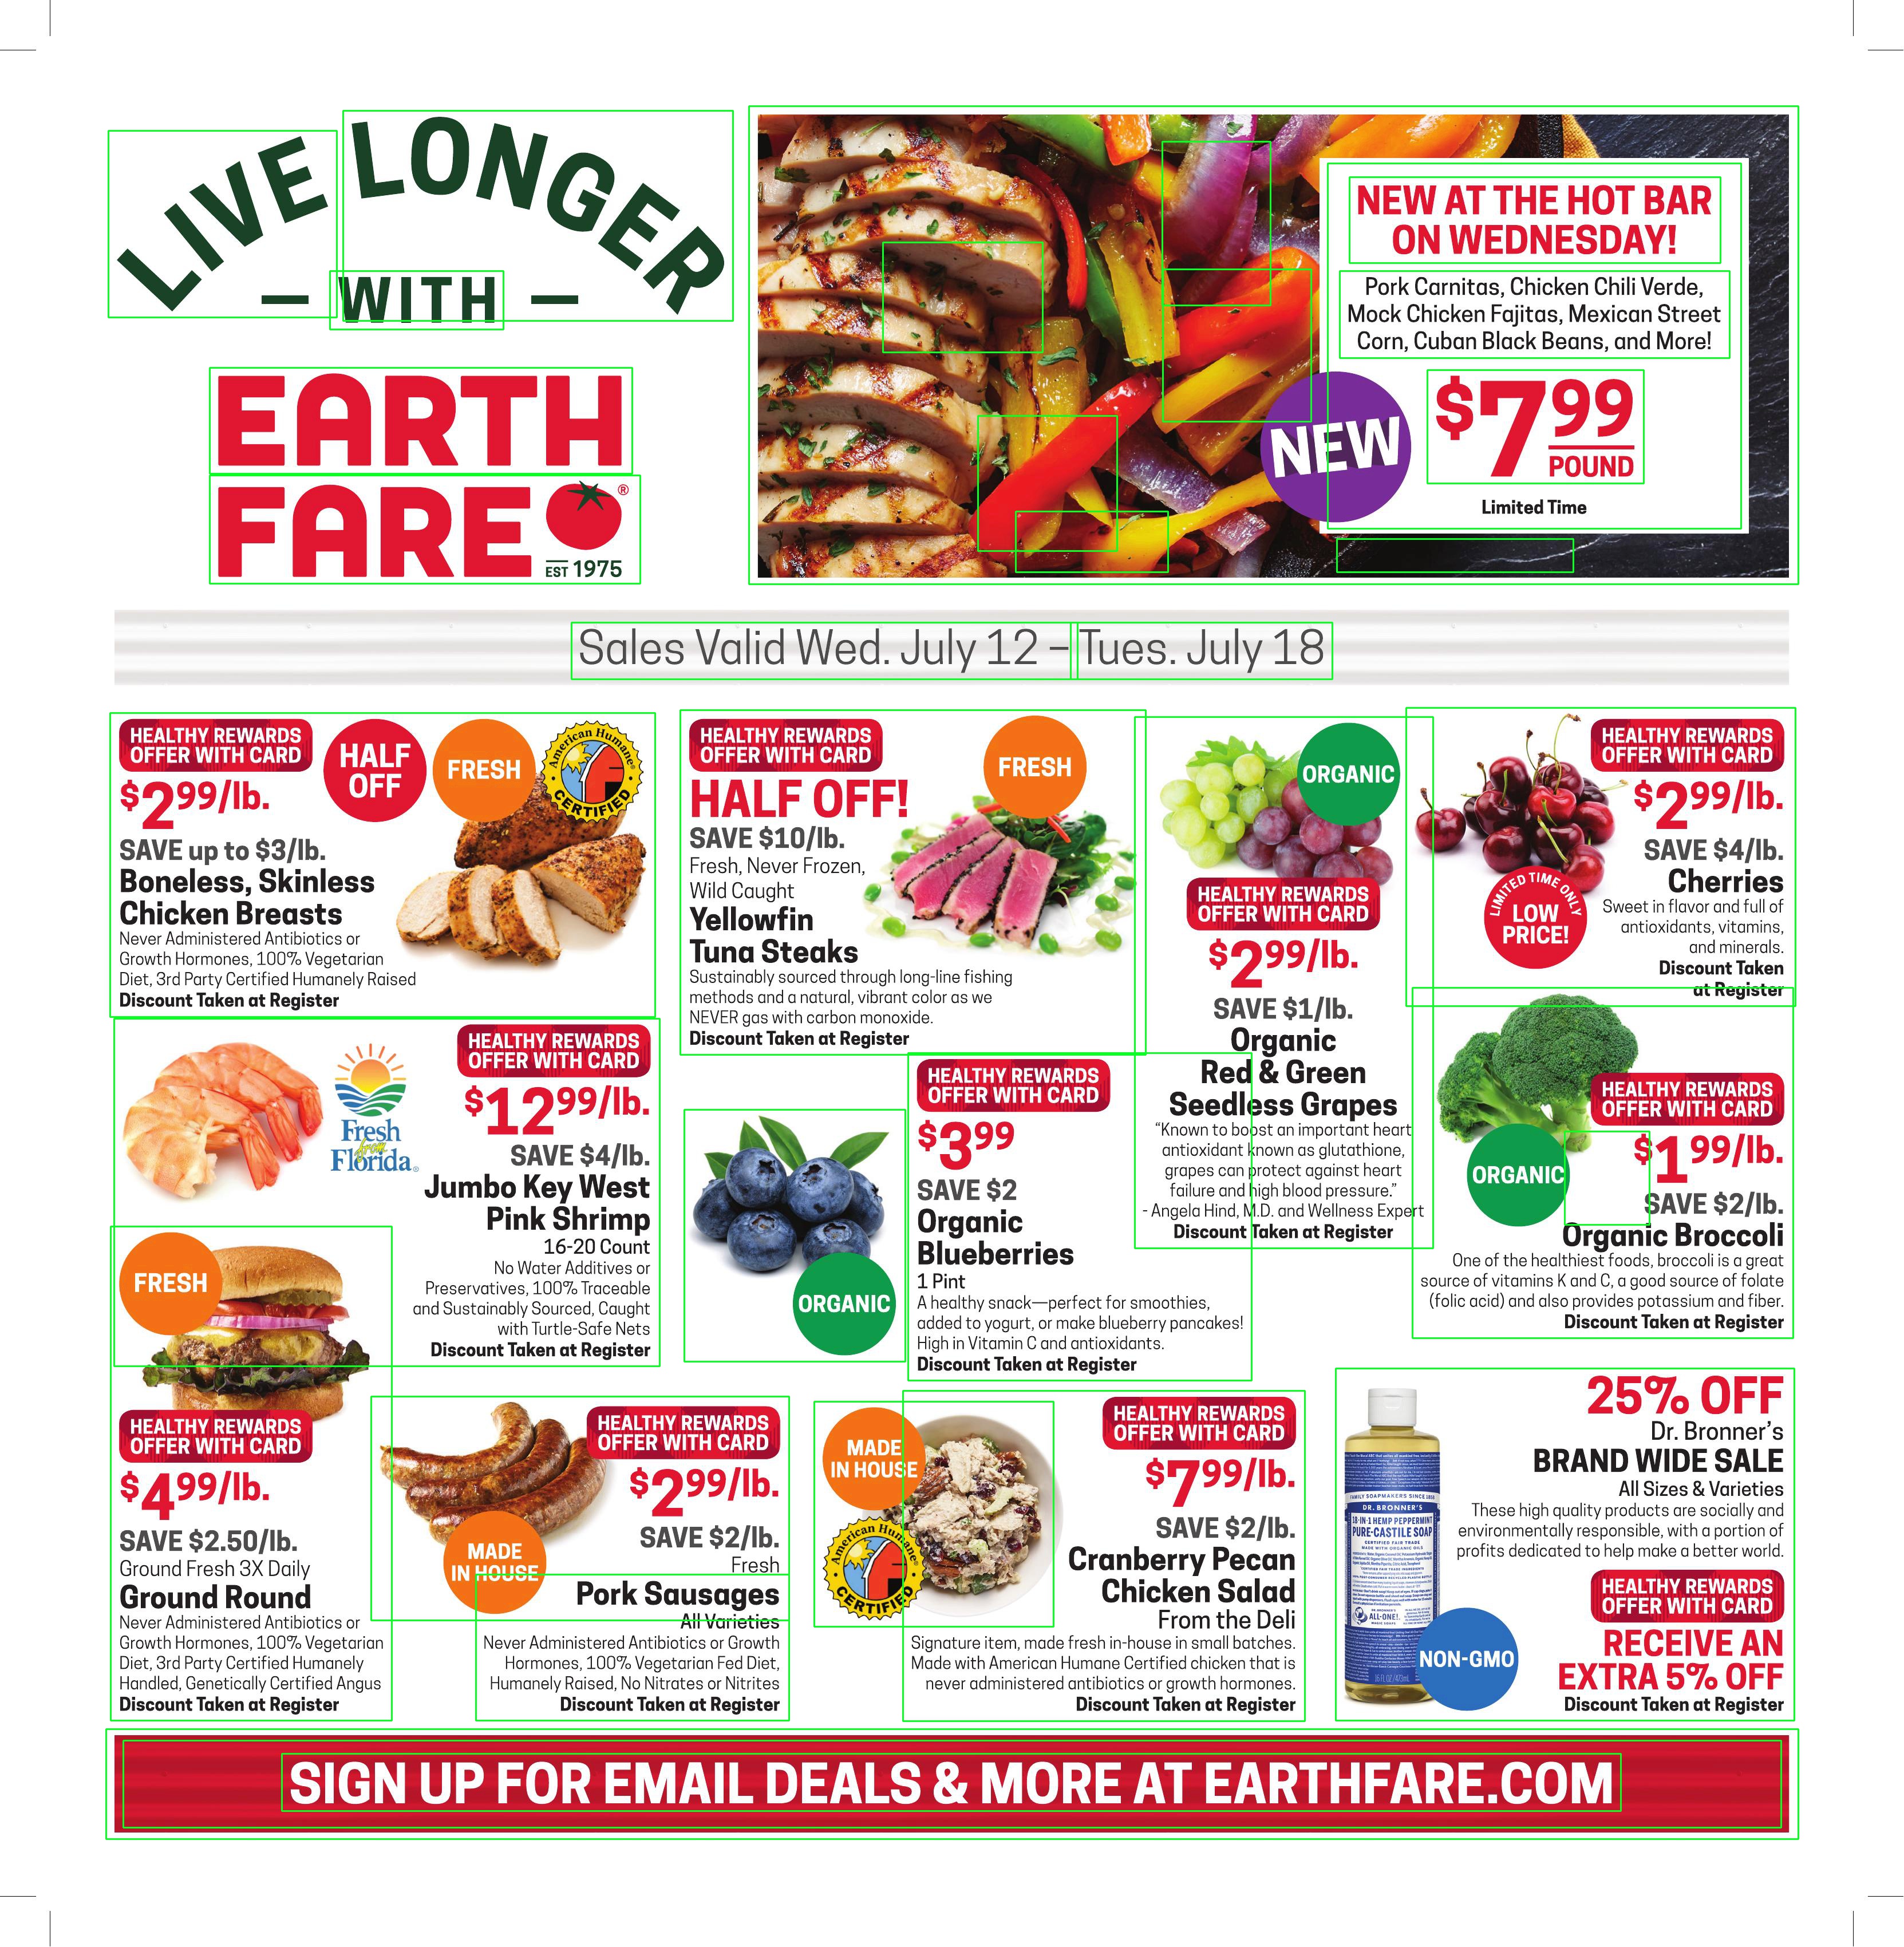 LIVE LONGER
WITH
EARTH
FARE®
EST 1975
NEW AT THE HOT BAR
ON WEDNESDAY!
Pork Carnitas, Chicken Chili Verde,
Mock Chicken Fajitas, Mexican Street
Corn, Cuban Black Beans, and More!
NEW
$7.99
POUND
Limited Time
Sales Valid Wed. July 12 – Tues. July 18
HEALTHY REWARDS
OFFER WITH CARD
HALF
OFF
FRESH
American Humane
CERTIFIED
$2.99/lb.
SAVE up to $3/lb.
Boneless, Skinless
Chicken Breasts
Never Administered Antibiotics or
Growth Hormones, 100% Vegetarian
Diet, 3rd Party Certified Humanely Raised
Discount Taken at Register
HEALTHY REWARDS
OFFER WITH CARD
FRESH
HALF OFF!
SAVE $10/lb.
Fresh, Never Frozen,
Wild Caught
Yellowfin
Tuna Steaks
Sustainably sourced through long-line fishing
methods and a natural, vibrant color as we
NEVER gas with carbon monoxide.
Discount Taken at Register
ORGANIC
HEALTHY REWARDS
OFFER WITH CARD
$2.99/lb.
SAVE $1/lb.
Organic
Red & Green
Seedless Grapes
“Known to boost an important heart
antioxidant known as glutathione,
grapes can protect against heart
failure and high blood pressure.”
- Angela Hind, M.D. and Wellness Expert
Discount Taken at Register
HEALTHY REWARDS
OFFER WITH CARD
$2.99/lb.
SAVE $4/lb.
Cherries
LIMITED TIME ONLY
LOW
PRICE!
Sweet in flavor and full of
antioxidants, vitamins,
and minerals.
Discount Taken
at Register
Fresh
from
Florida®
HEALTHY REWARDS
OFFER WITH CARD
$12.99/lb.
SAVE $4/lb.
Jumbo Key West
Pink Shrimp
16-20 Count
No Water Additives or
Preservatives, 100% Traceable
and Sustainably Sourced, Caught
with Turtle-Safe Nets
Discount Taken at Register
ORGANIC
HEALTHY REWARDS
OFFER WITH CARD
$3.99
SAVE $2
Organic
Blueberries
1 Pint
A healthy snack—perfect for smoothies,
added to yogurt, or make blueberry pancakes!
High in Vitamin C and antioxidants.
Discount Taken at Register
HEALTHY REWARDS
OFFER WITH CARD
ORGANIC
$1.99/lb.
SAVE $2/lb.
Organic Broccoli
One of the healthiest foods, broccoli is a great
source of vitamins K and C, a good source of folate
(folic acid) and also provides potassium and fiber.
Discount Taken at Register
FRESH
HEALTHY REWARDS
OFFER WITH CARD
$4.99/lb.
SAVE $2.50/lb.
Ground Fresh 3X Daily
Ground Round
Never Administered Antibiotics or
Growth Hormones, 100% Vegetarian
Diet, 3rd Party Certified Humanely
Handled, Genetically Certified Angus
Discount Taken at Register
HEALTHY REWARDS
OFFER WITH CARD
MADE
IN HOUSE
$2.99/lb.
SAVE $2/lb.
Fresh
Pork Sausages
All Varieties
Never Administered Antibiotics or Growth
Hormones, 100% Vegetarian Fed Diet,
Humanely Raised, No Nitrates or Nitrites
Discount Taken at Register
MADE
IN HOUSE
American Humane
CERTIFIED
HEALTHY REWARDS
OFFER WITH CARD
$7.99/lb.
SAVE $2/lb.
Cranberry Pecan
Chicken Salad
From the Deli
Signature item, made fresh in-house in small batches.
Made with American Humane Certified chicken that is
never administered antibiotics or growth hormones.
Discount Taken at Register
25% OFF
Dr. Bronner’s
BRAND WIDE SALE
All Sizes & Varieties
These high quality products are socially and
environmentally responsible, with a portion of
profits dedicated to help make a better world.
HEALTHY REWARDS
OFFER WITH CARD
RECEIVE AN
EXTRA 5% OFF
Discount Taken at Register
FAMILY SOAPMAKERS SINCE 1858
DR. BRONNER'S
18-IN-1 HEMP PEPPERMINT
PURE-CASTILE SOAP
CERTIFIED FAIR TRADE
MADE WITH ORGANIC OILS
ALL-ONE!
NON-GMO
SIGN UP FOR EMAIL DEALS & MORE AT EARTHFARE.COM